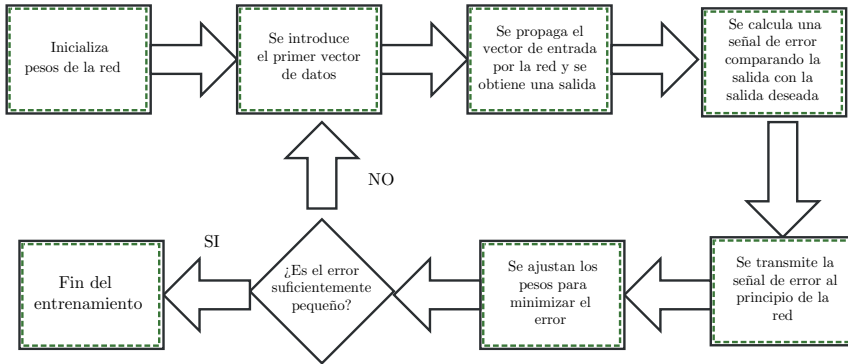 Inicializa
pesos de la red
Se introduce
el primer vector
de datos
Se propaga el
vector de entrada
por la red y se
obtiene una salida
Se calcula una
señal de error
comparando la
salida con la
salida deseada
NO
SI
Fin del
entrenamiento
¿Es el error
suficientemente
pequeño?
Se ajustan los
pesos para
minimizar el
error
Se transmite la
señal de error al
principio de la
red